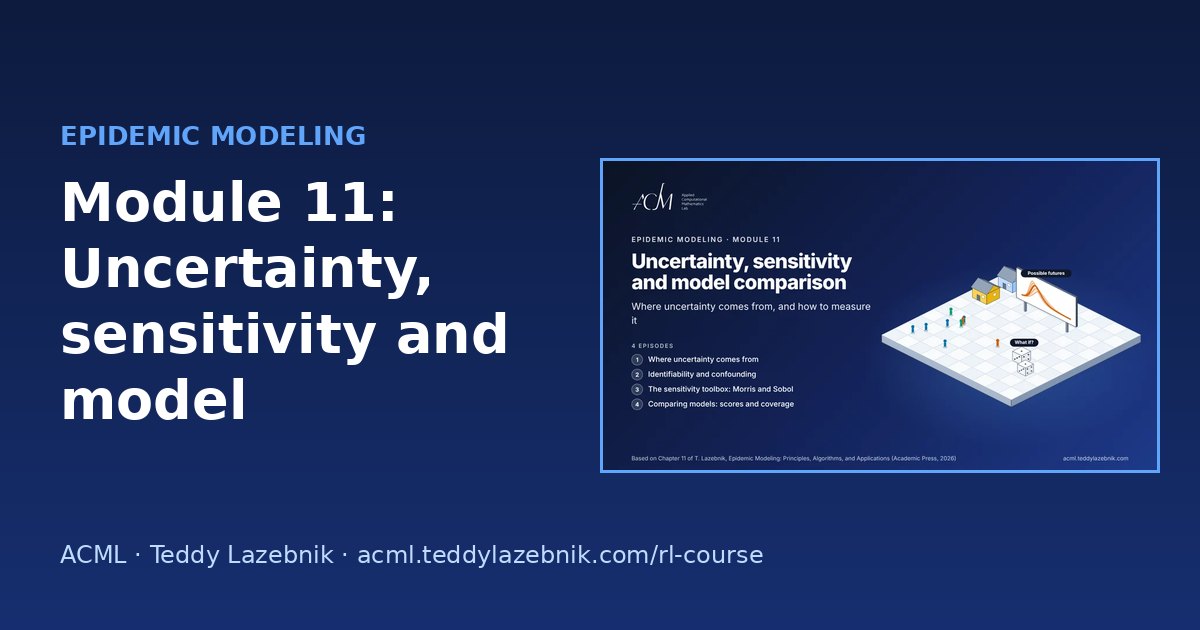 EPIDEMIC MODELING
Module 11:
Uncertainty,
sensitivity and
model
ACM
Applied
Computational
Mathematics
Lab
EPIDEMIC MODELING · MODULE 11
Uncertainty, sensitivity
and model comparison
Where uncertainty comes from, and how to measure
it
4 EPISODES
1 Where uncertainty comes from
2 Identifiability and confounding
3 The sensitivity toolbox: Morris and Sobol
4 Comparing models: scores and coverage
Possible futures
What if?
Based on Chapter 11 of T. Lazebnik, Epidemic Modeling: Principles, Algorithms, and Applications (Academic Press, 2026)
acml.teddylazebnik.com
ACML · Teddy Lazebnik · acml.teddylazebnik.com/rl-course